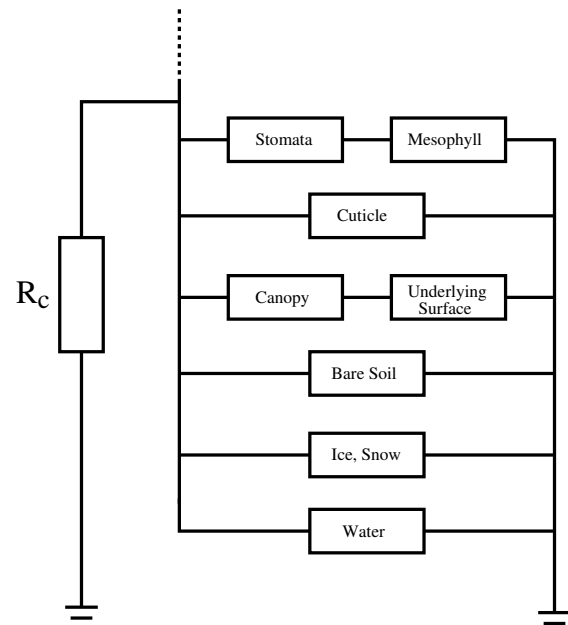 Stomata
Mesophyll
Cuticle
Rc
Canopy
Underlying
Surface
Bare Soil
Ice, Snow
Water